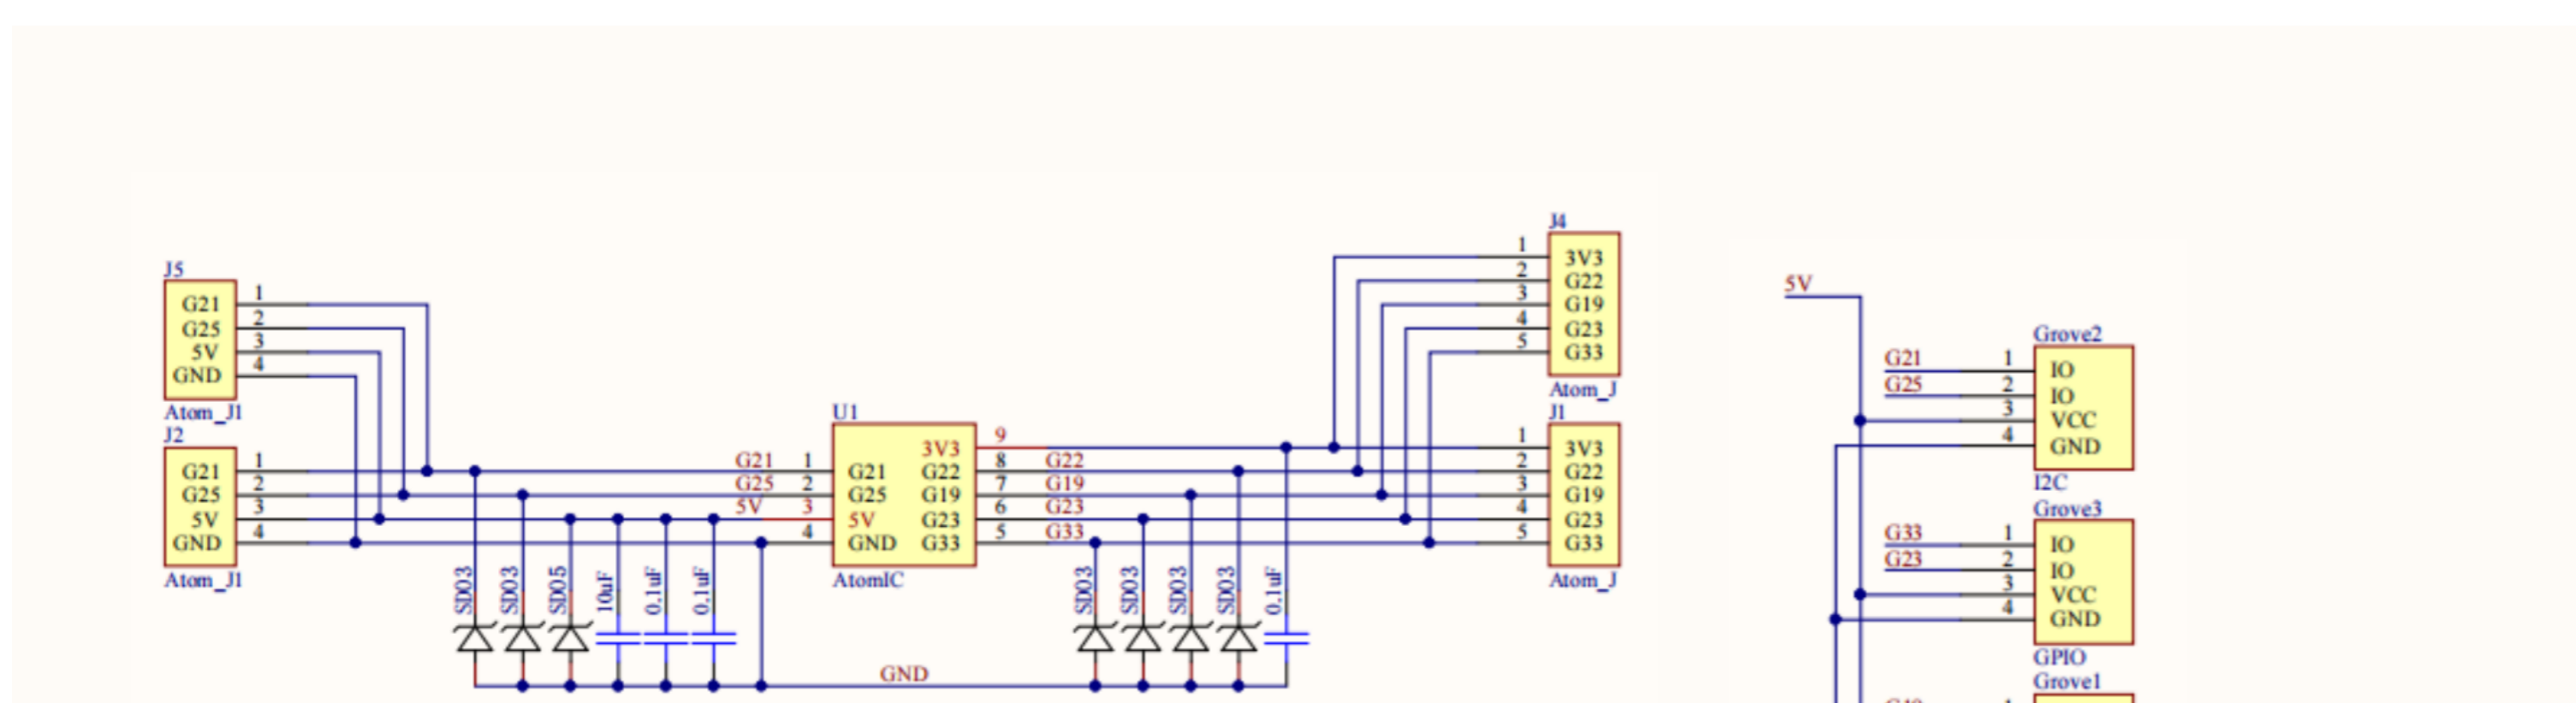 J5
G21 1
G25 2
5V 3
GND 4
Atom_J1
J2
G21 1
G25 2
5V 3
GND 4
Atom_J1
SD03
SD03
SD05
10uF
0.1uF
0.1uF
U1
3V3 9
G21 1 G21 G22 8 G22
G25 2 G25 G19 7 G19
5V 3 5V G23 6 G23
4 GND G33 5 G33
AtomIC
GND
SD03
SD03
SD03
SD03
0.1uF
J4
1 3V3
2 G22
3 G19
4 G23
5 G33
Atom_J
J1
1 3V3
2 G22
3 G19
4 G23
5 G33
Atom_J
5V
Grove2
G21 1 IO
G25 2 IO
3 VCC
4 GND
I2C
Grove3
G33 1 IO
G23 2 IO
3 VCC
4 GND
GPIO
Grove1